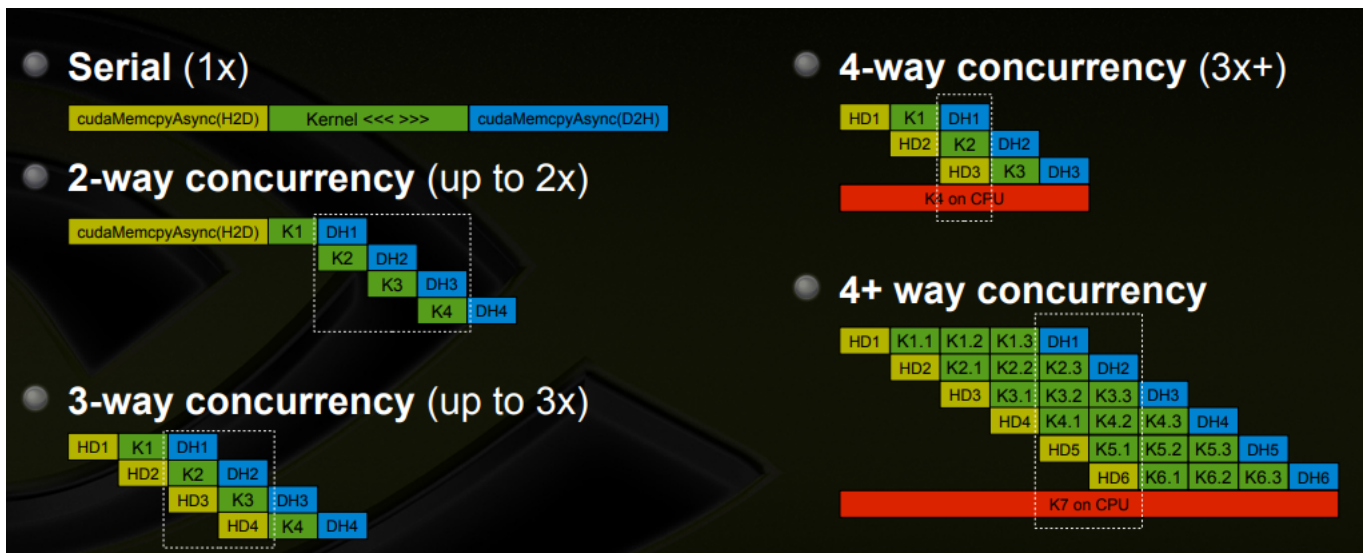 Serial (1x)
cudaMemcpyAsync(H2D) Kernel <<< >>> cudaMemcpyAsync(D2H)
2-way concurrency (up to 2x)
cudaMemcpyAsync(H2D) K1 DH1
K2 DH2
K3 DH3
K4 DH4
3-way concurrency (up to 3x)
HD1 K1 DH1
HD2 K2 DH2
HD3 K3 DH3
HD4 K4 DH4
4-way concurrency (3x+)
HD1 K1 DH1
HD2 K2 DH2
HD3 K3 DH3
K4 on CPU
4+ way concurrency
HD1 K1.1 K1.2 K1.3 DH1
HD2 K2.1 K2.2 K2.3 DH2
HD3 K3.1 K3.2 K3.3 DH3
HD4 K4.1 K4.2 K4.3 DH4
HD5 K5.1 K5.2 K5.3 DH5
HD6 K6.1 K6.2 K6.3 DH6
K7 on CPU